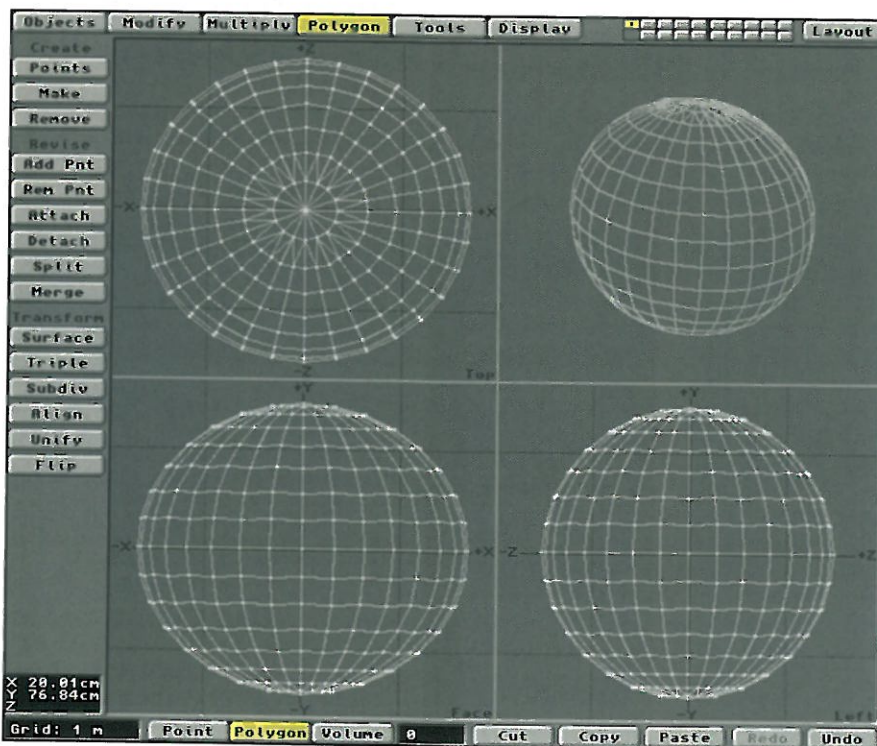 Objects Modify Multiply Polygon Tools Display Layout
Create
Points
Make
Remove
Revise
Add Pnt
Rem Pnt
Attach
Detach
Split
Merge
Transform
Surface
Triple
Subdiv
Align
Unify
Flip
+Z
-X +X
-Z Top
+Y +Y
-X +X -Z +Z
-Y Face -Y Left
X 20.01cm
Y 76.84cm
Z
Grid: 1 m Point Polygon Volume 0 Cut Copy Paste Redo Undo